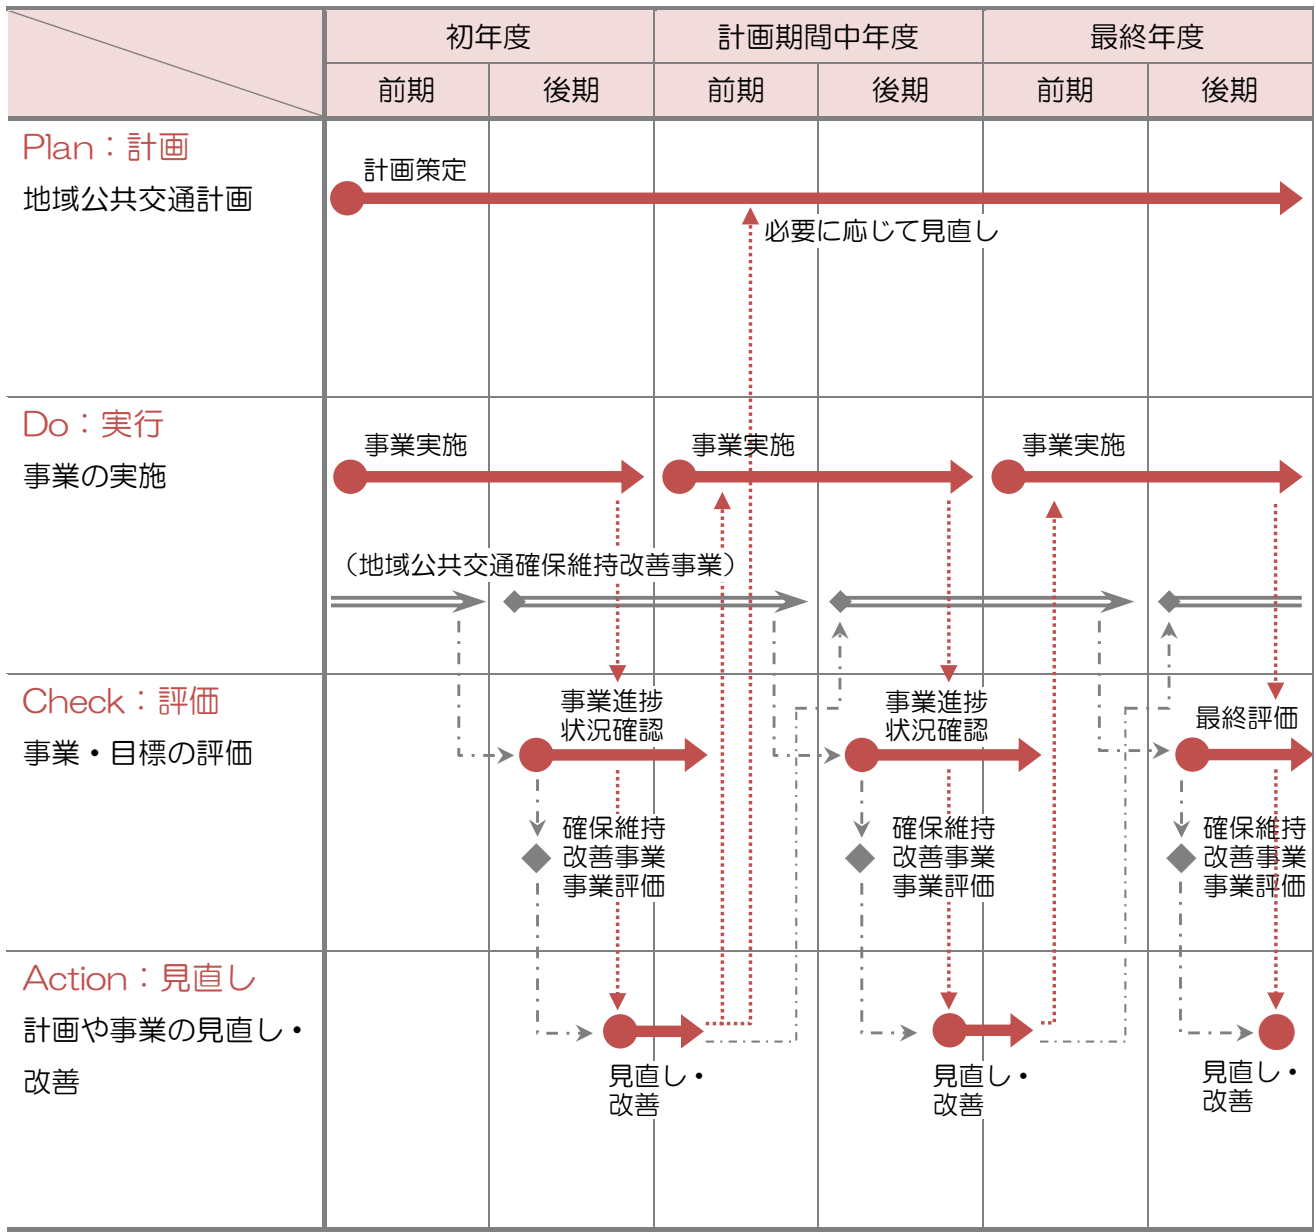 初年度
計画期間中年度
最終年度
前期
後期
前期
後期
前期
後期
Plan：計画
地域公共交通計画
計画策定
必要に応じて見直し
Do：実行
事業の実施
事業実施
事業実施
事業実施
（地域公共交通確保維持改善事業）
Check：評価
事業・目標の評価
事業進捗
状況確認
事業進捗
状況確認
最終評価
確保維持
改善事業
事業評価
確保維持
改善事業
事業評価
確保維持
改善事業
事業評価
Action：見直し
計画や事業の見直し・
改善
見直し・
改善
見直し・
改善
見直し・
改善